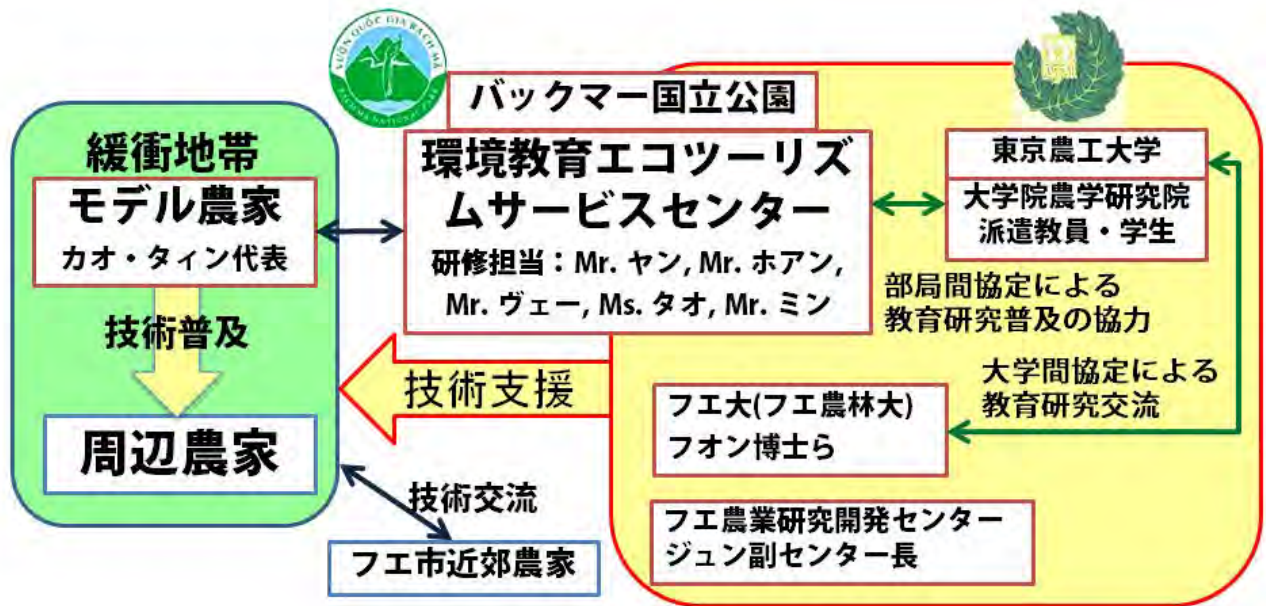 VUỜN QUỐC GIA BẠCH MÃ
BACH MA NATIONAL PARK
バックマー国立公園
環境教育エコツーリズ
ムサービスセンター
研修担当：Mr. ヤン, Mr. ホアン,
Mr. ヴェー, Ms. タオ, Mr. ミン
緩衝地帯
モデル農家
カオ・タィン代表
技術普及
周辺農家
技術支援
技術交流
フエ市近郊農家
東京農工大学
大学院農学研究院
派遣教員・学生
部局間協定による
教育研究普及の協力
大学間協定による
教育研究交流
フエ大(フエ農林大)
フオン博士ら
フエ農業研究開発センター
ジュン副センター長